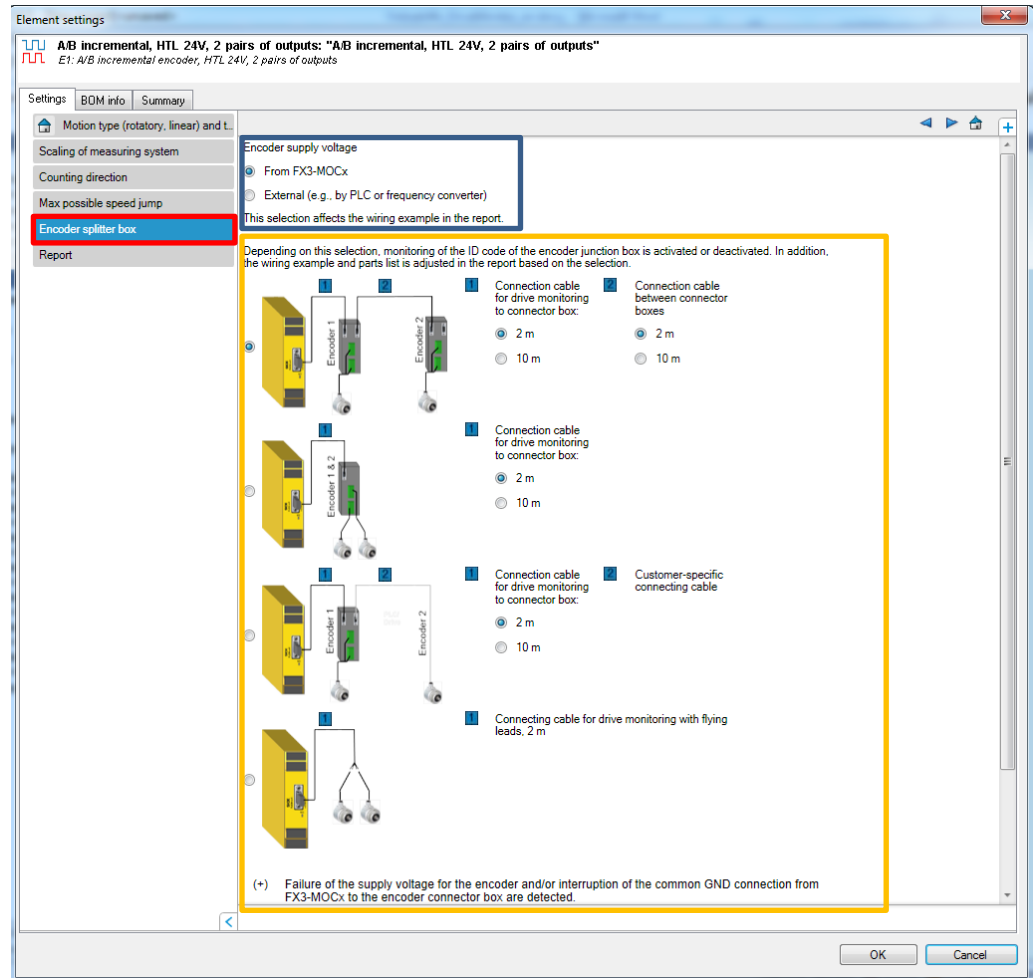 Element settings
A/B incremental, HTL 24V, 2 pairs of outputs: "A/B incremental, HTL 24V, 2 pairs of outputs"
E1: A/B incremental encoder, HTL 24V, 2 pairs of outputs
Settings
BOM info
Summary
Motion type (rotatory, linear) and t..
Scaling of measuring system
Counting direction
Max possible speed jump
Encoder splitter box
Report
Encoder supply voltage
From FX3-MOCx
External (e.g., by PLC or frequency converter)
This selection affects the wiring example in the report.
Depending on this selection, monitoring of the ID code of the encoder junction box is activated or deactivated. In addition,
the wiring example and parts list is adjusted in the report based on the selection.
1
2
Encoder 1
Encoder 2
1
Connection cable
for drive monitoring
to connector box:
2 m
10 m
2
Connection cable
between connector
boxes
2 m
10 m
1
Encoder 1 & 2
1
Connection cable
for drive monitoring
to connector box:
2 m
10 m
1
2
Encoder 1
Encoder 2
1
Connection cable
for drive monitoring
to connector box:
2 m
10 m
2
Customer-specific
connecting cable
1
1
Connecting cable for drive monitoring with flying
leads, 2 m
(+) Failure of the supply voltage for the encoder and/or interruption of the common GND connection from
FX3-MOCx to the encoder connector box are detected.
OK
Cancel